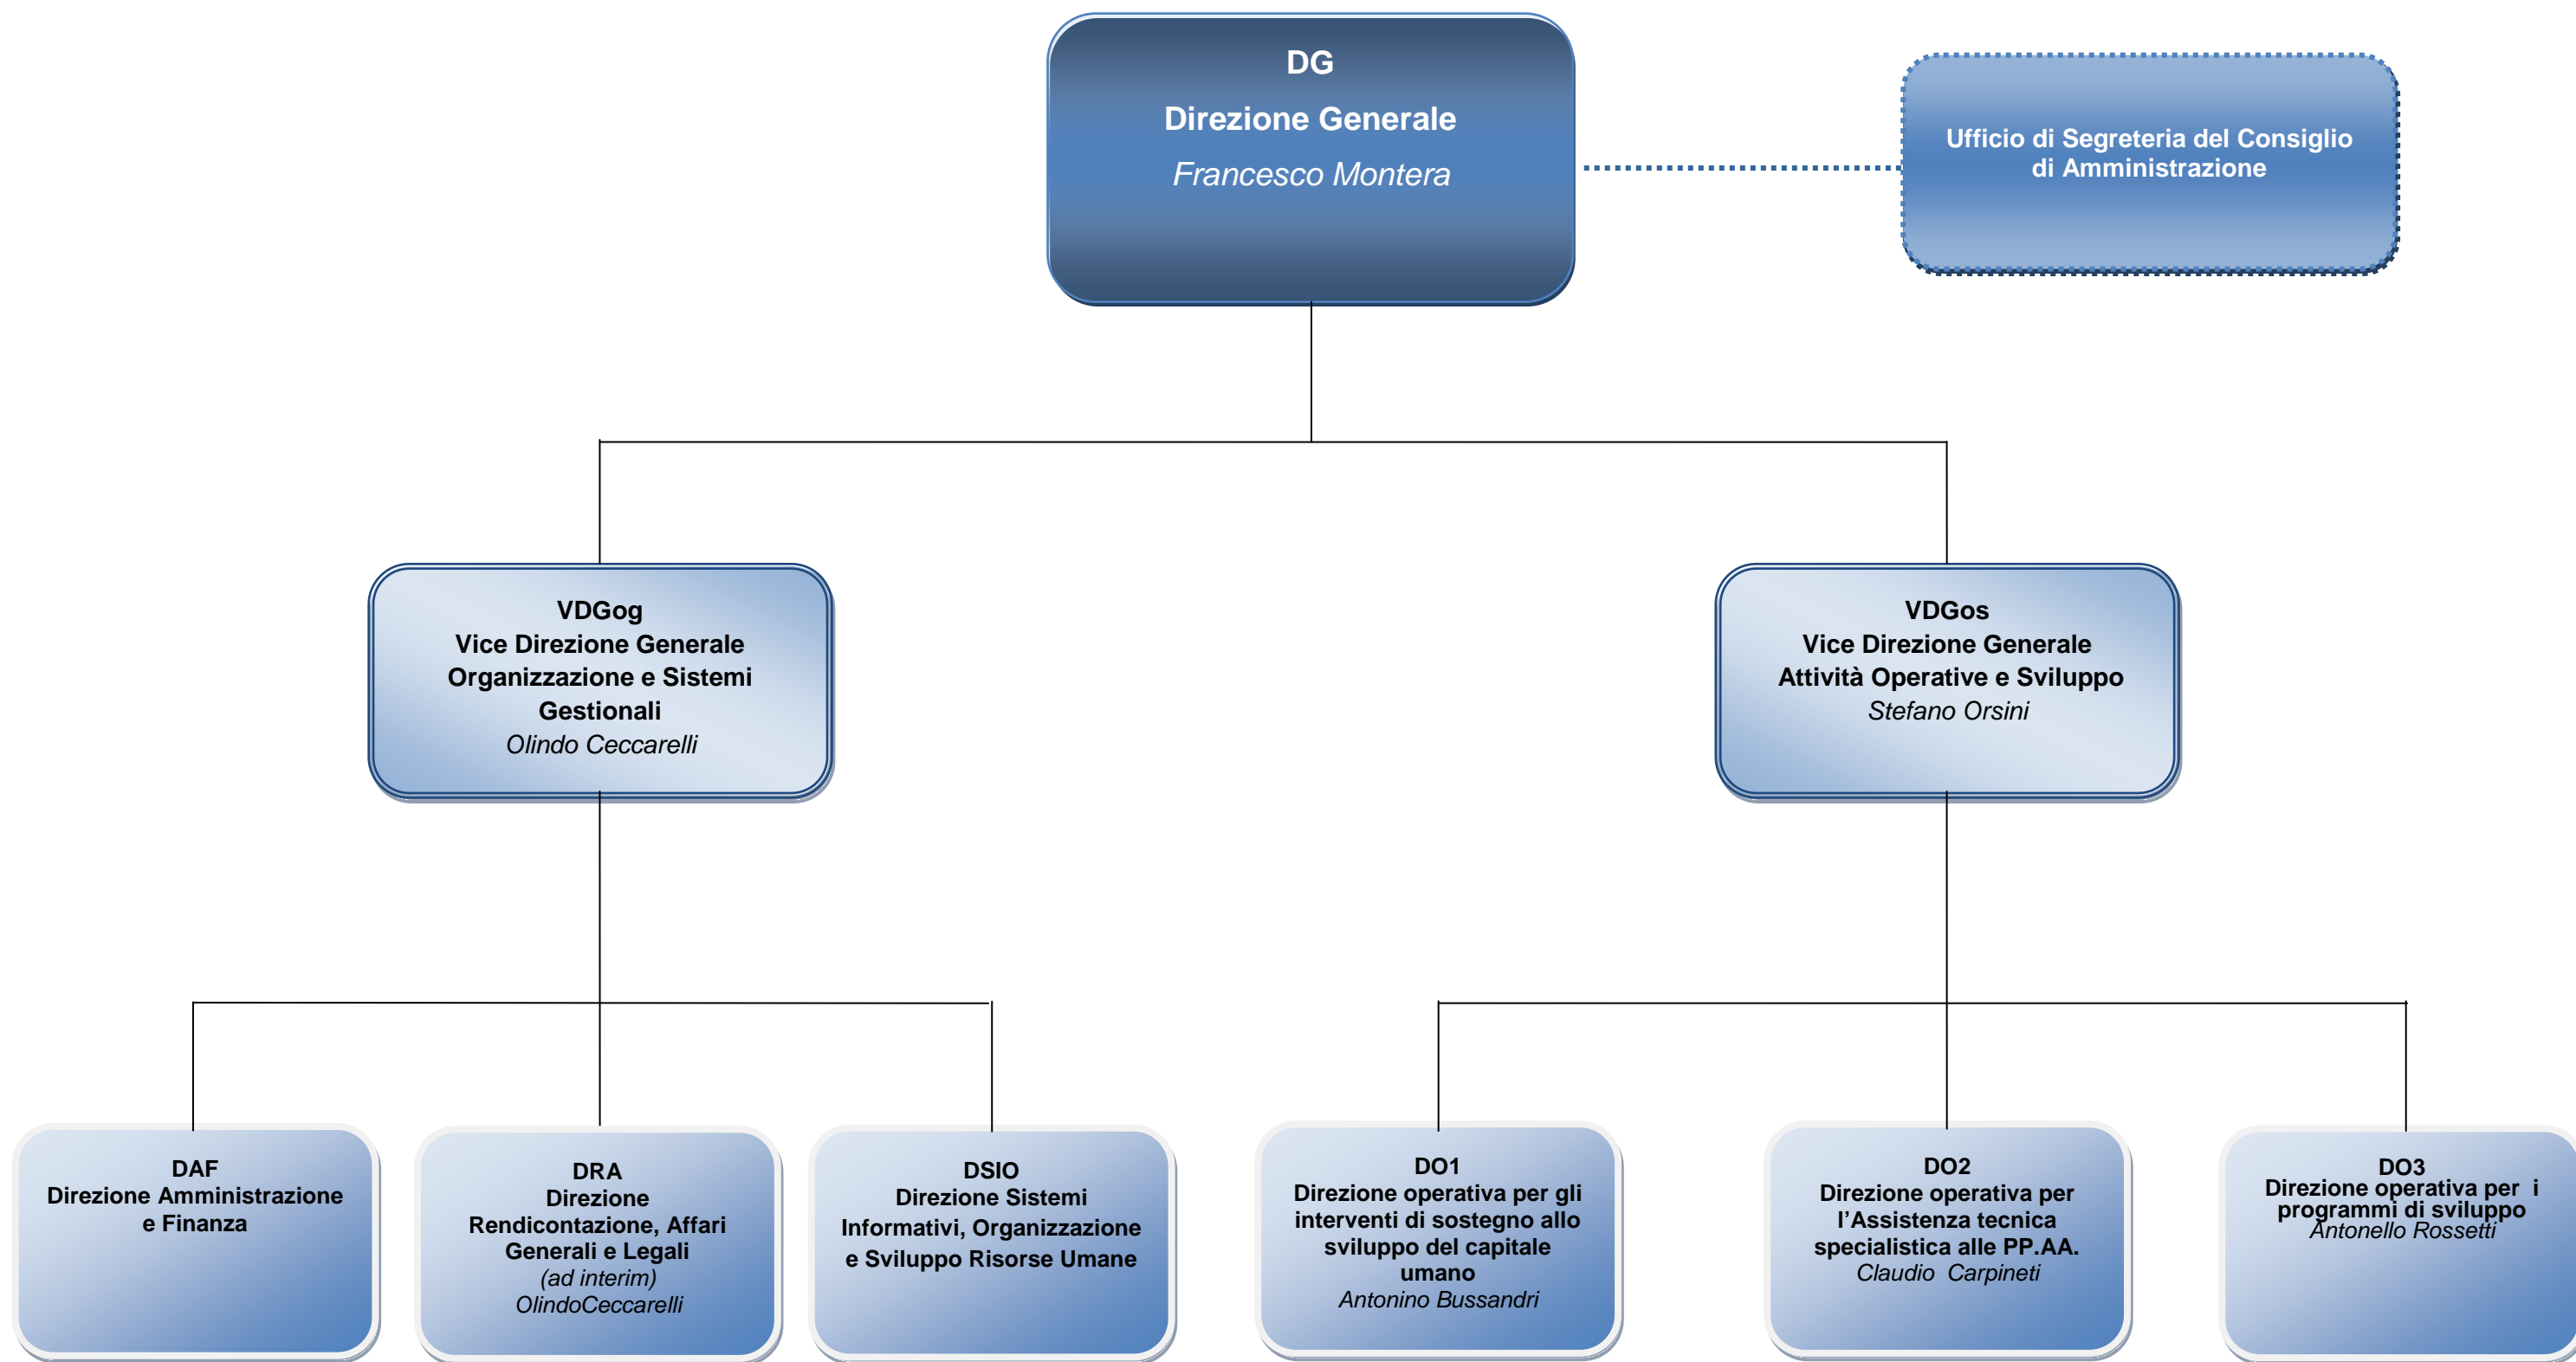 DG
Direzione Generale
Francesco Montera
Ufficio di Segreteria del Consiglio
di Amministrazione
VDGog
Vice Direzione Generale
Organizzazione e Sistemi
Gestionali
Olindo Ceccarelli
VDGos
Vice Direzione Generale
Attività Operative e Sviluppo
Stefano Orsini
DAF
Direzione Amministrazione
e Finanza
DRA
Direzione
Rendicontazione, Affari
Generali e Legali
(ad interim)
OlindoCeccarelli
DSIO
Direzione Sistemi
Informativi, Organizzazione
e Sviluppo Risorse Umane
DO1
Direzione operativa per gli
interventi di sostegno allo
sviluppo del capitale
umano
Antonino Bussandri
DO2
Direzione operativa per
l’Assistenza tecnica
specialistica alle PP.AA.
Claudio Carpineti
DO3
Direzione operativa per i
programmi di sviluppo
Antonello Rossetti